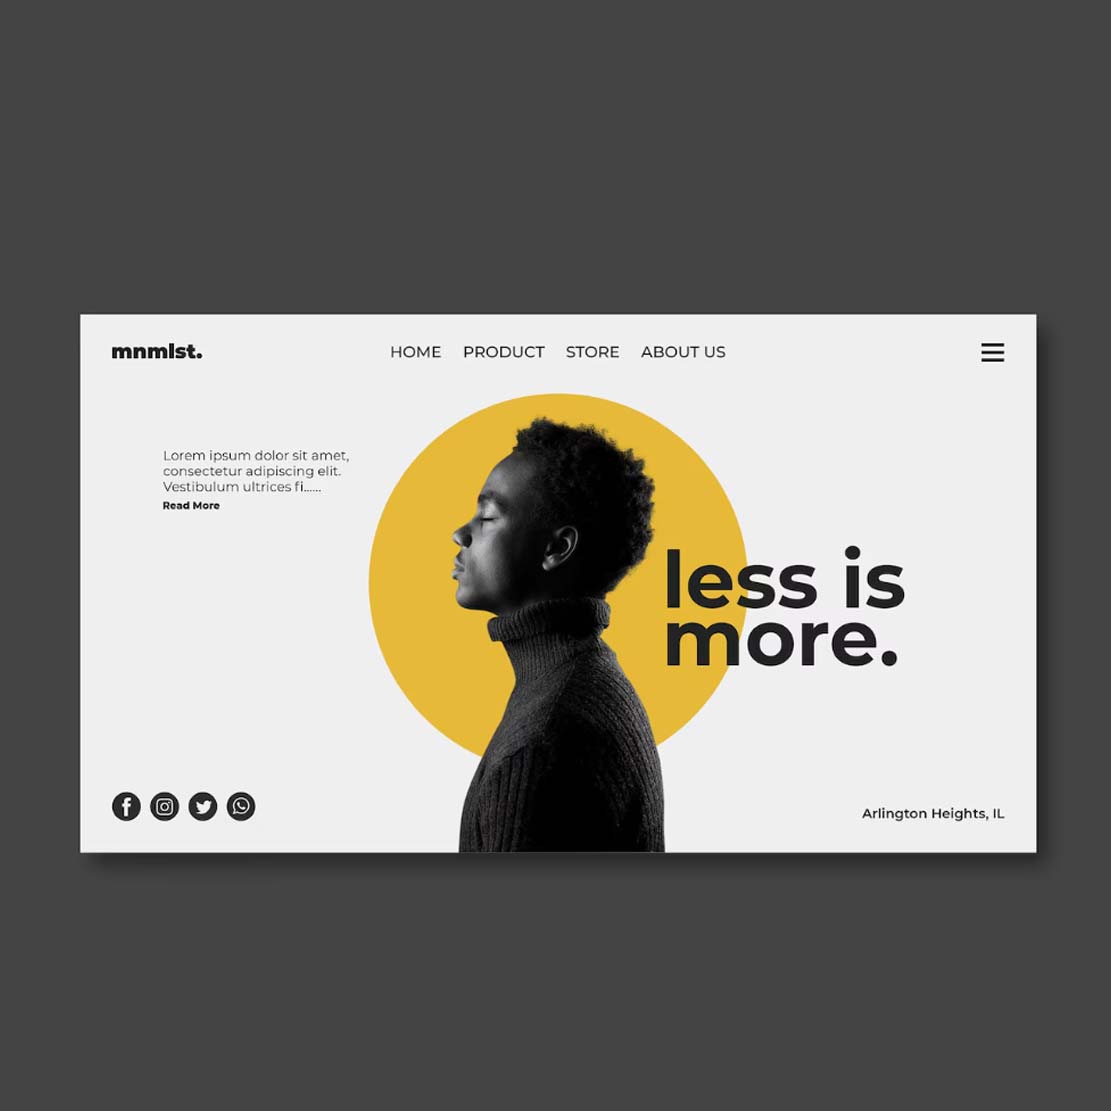 mnmlst.
HOME PRODUCT STORE ABOUT US
Lorem ipsum dolor sit amet,
consectetur adipiscing elit.
Vestibulum ultrices fi......
Read More
less is
more.
Arlington Heights, IL